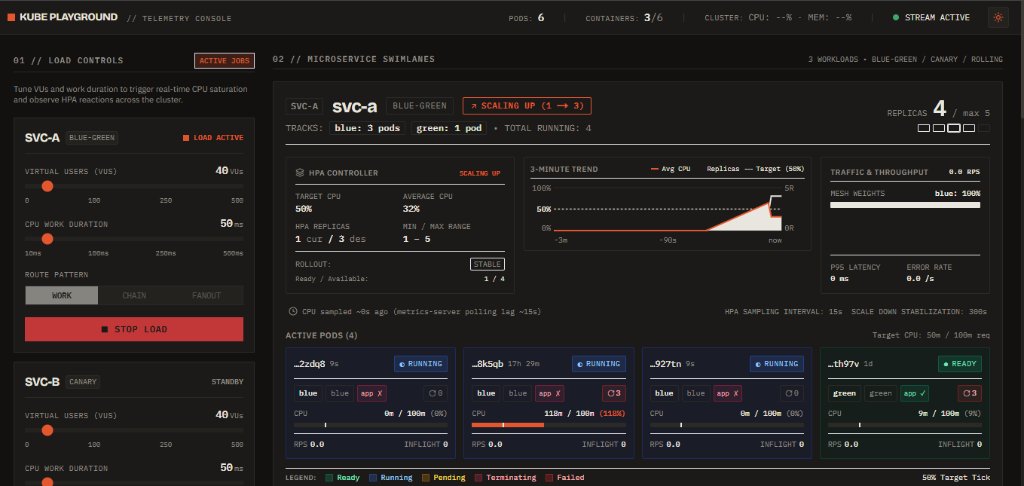 KUBE PLAYGROUND // TELEMETRY CONSOLE
PODS: 6 CONTAINERS: 3/6 CLUSTER: CPU: --% - MEM: --% STREAM ACTIVE
01 // LOAD CONTROLS ACTIVE JOBS
Tune VUs and work duration to trigger real-time CPU saturation
and observe HPA reactions across the cluster.
SVC-A BLUE-GREEN LOAD ACTIVE
VIRTUAL USERS (VUS) 40 VUs
0 100 250 500
CPU WORK DURATION 50 ms
10ms 100ms 250ms 500ms
ROUTE PATTERN
WORK CHAIN FANOUT
STOP LOAD
SVC-B CANARY STANDBY
VIRTUAL USERS (VUS) 40 VUs
0 100 250 500
CPU WORK DURATION 50 ms
02 // MICROSERVICE SWIMLANES 3 WORKLOADS • BLUE-GREEN / CANARY / ROLLING
SVC-A svc-a BLUE-GREEN ↗ SCALING UP (1 → 3)
REPLICAS 4 / max 5
TRACKS: blue: 3 pods green: 1 pod • TOTAL RUNNING: 4
HPA CONTROLLER SCALING UP
TARGET CPU AVERAGE CPU
50% 32%
HPA REPLICAS MIN / MAX RANGE
1 cur / 3 des 1 – 5
ROLLOUT: STABLE
Ready / Available: 1 / 4
3-MINUTE TREND Avg CPU Replicas Target (50%)
100% 5R
50%
0% 0R
-3m -90s now
TRAFFIC & THROUGHPUT 0.0 RPS
MESH WEIGHTS blue: 100%
P95 LATENCY ERROR RATE
0 ms 0.0 /s
CPU sampled ~0s ago (metrics-server polling lag ~15s) HPA SAMPLING INTERVAL: 15s SCALE DOWN STABILIZATION: 300s
ACTIVE PODS (4) Target CPU: 50m / 100m req
…2zdq8 9s RUNNING
blue blue app ✗ 0
CPU 0m / 100m (0%)
RPS 0.0 INFLIGHT 0
…8k5qb 17h 29m RUNNING
blue blue app ✗ 3
CPU 118m / 100m (118%)
RPS 0.0 INFLIGHT 0
…927tn 9s RUNNING
blue blue app ✗ 0
CPU 0m / 100m (0%)
RPS 0.0 INFLIGHT 0
…th97v 1d READY
green green app ✓ 3
CPU 9m / 100m (9%)
RPS 0.0 INFLIGHT 0
LEGEND: Ready Running Pending Terminating Failed 50% Target Tick